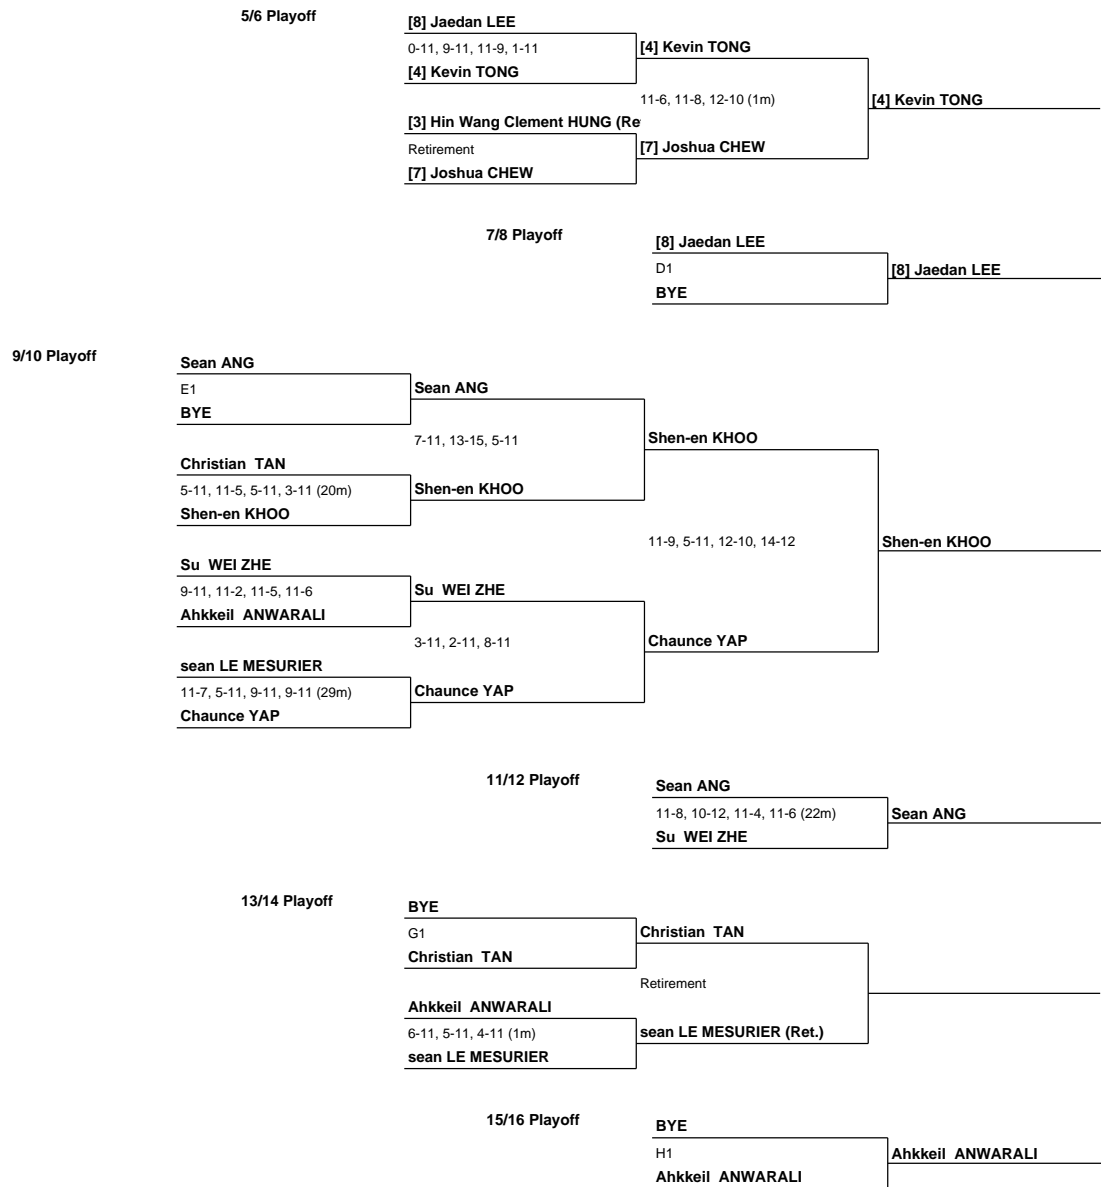 5/6 Playoff
[8] Jaedan LEE
0-11, 9-11, 11-9, 1-11
[4] Kevin TONG
[4] Kevin TONG
11-6, 11-8, 12-10 (1m)
[4] Kevin TONG
[3] Hin Wang Clement HUNG (Re
Retirement
[7] Joshua CHEW
[7] Joshua CHEW
7/8 Playoff
[8] Jaedan LEE
D1
[8] Jaedan LEE
BYE
9/10 Playoff
Sean ANG
E1
Sean ANG
BYE
7-11, 13-15, 5-11
Shen-en KHOO
Christian TAN
5-11, 11-5, 5-11, 3-11 (20m)
Shen-en KHOO
Shen-en KHOO
11-9, 5-11, 12-10, 14-12
Shen-en KHOO
Su WEI ZHE
9-11, 11-2, 11-5, 11-6
Su WEI ZHE
Ahkkeil ANWARALI
3-11, 2-11, 8-11
Chaunce YAP
sean LE MESURIER
11-7, 5-11, 9-11, 9-11 (29m)
Chaunce YAP
Chaunce YAP
11/12 Playoff
Sean ANG
11-8, 10-12, 11-4, 11-6 (22m)
Sean ANG
Su WEI ZHE
13/14 Playoff
BYE
G1
Christian TAN
Christian TAN
Retirement
Ahkkeil ANWARALI
6-11, 5-11, 4-11 (1m)
sean LE MESURIER (Ret.)
sean LE MESURIER
15/16 Playoff
BYE
H1
Ahkkeil ANWARALI
Ahkkeil ANWARALI